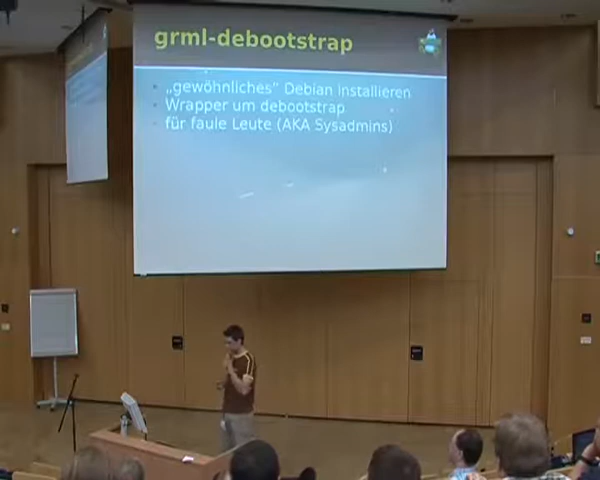 grml-debootstrap
„gewöhnliches“ Debian installieren
Wrapper um debootstrap
für faule Leute (AKA Sysadmins)